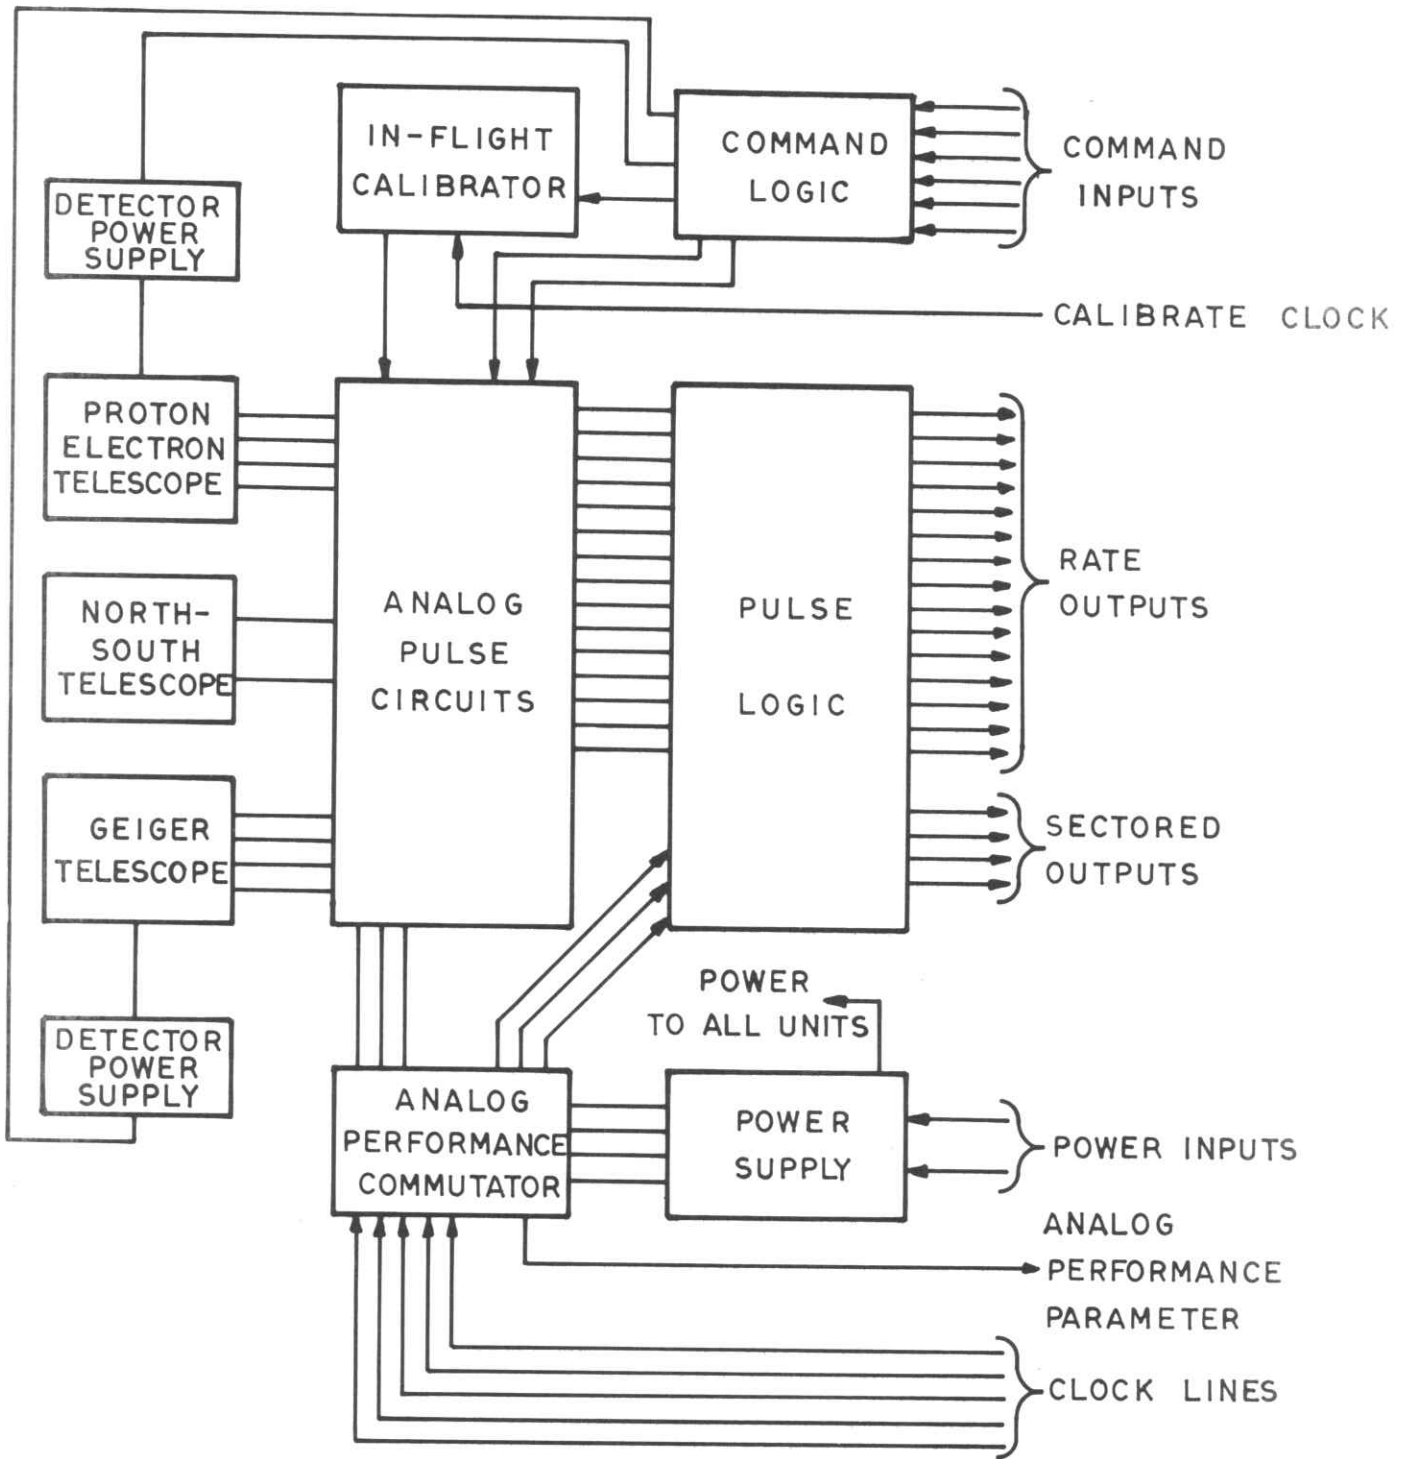 IN-FLIGHT
CALIBRATOR
COMMAND
LOGIC
COMMAND
INPUTS
DETECTOR
POWER
SUPPLY
CALIBRATE CLOCK
PROTON
ELECTRON
TELESCOPE
NORTH-
SOUTH
TELESCOPE
GEIGER
TELESCOPE
ANALOG
PULSE
CIRCUITS
PULSE
LOGIC
RATE
OUTPUTS
SECTORED
OUTPUTS
DETECTOR
POWER
SUPPLY
POWER
TO ALL UNITS
ANALOG
PERFORMANCE
COMMUTATOR
POWER
SUPPLY
POWER INPUTS
ANALOG
PERFORMANCE
PARAMETER
CLOCK LINES